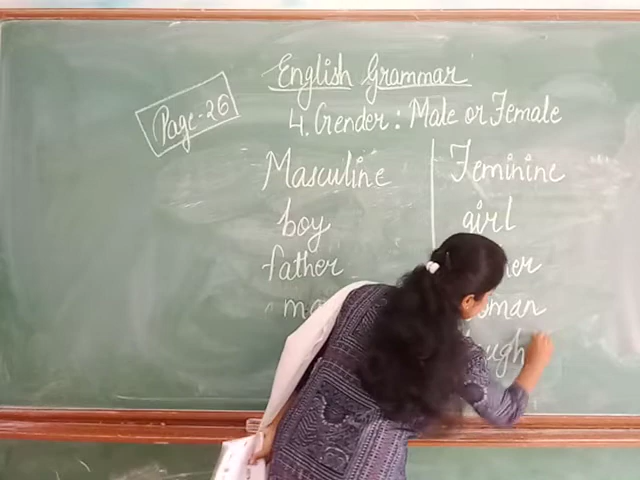 English Grammar
Page-26
4. Gender: Male or Female
Masculine Feminine
boy girl
father